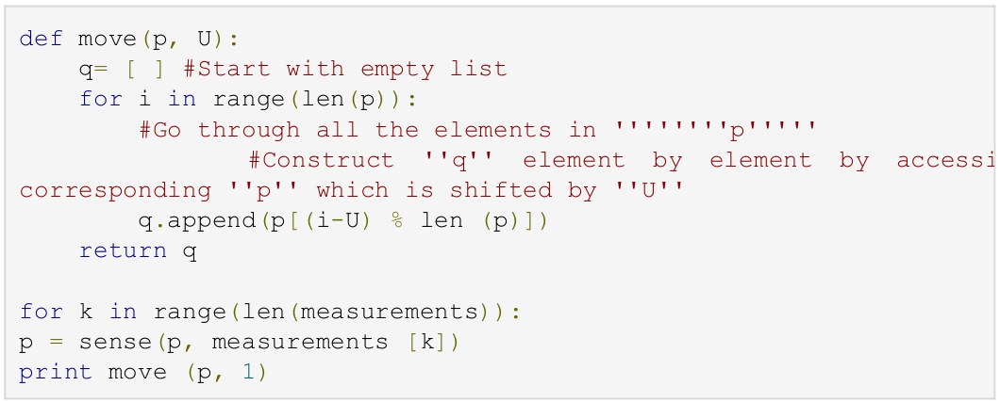 def move(p, U):
    q= [ ] #Start with empty list
    for i in range(len(p)):
        #Go through all the elements in ''''''''p'''''
                #Construct  ''q''  element  by  element  by  accessi
corresponding ''p'' which is shifted by ''U''
        q.append(p[(i-U) % len (p)])
    return q

for k in range(len(measurements)):
p = sense(p, measurements [k])
print move (p, 1)